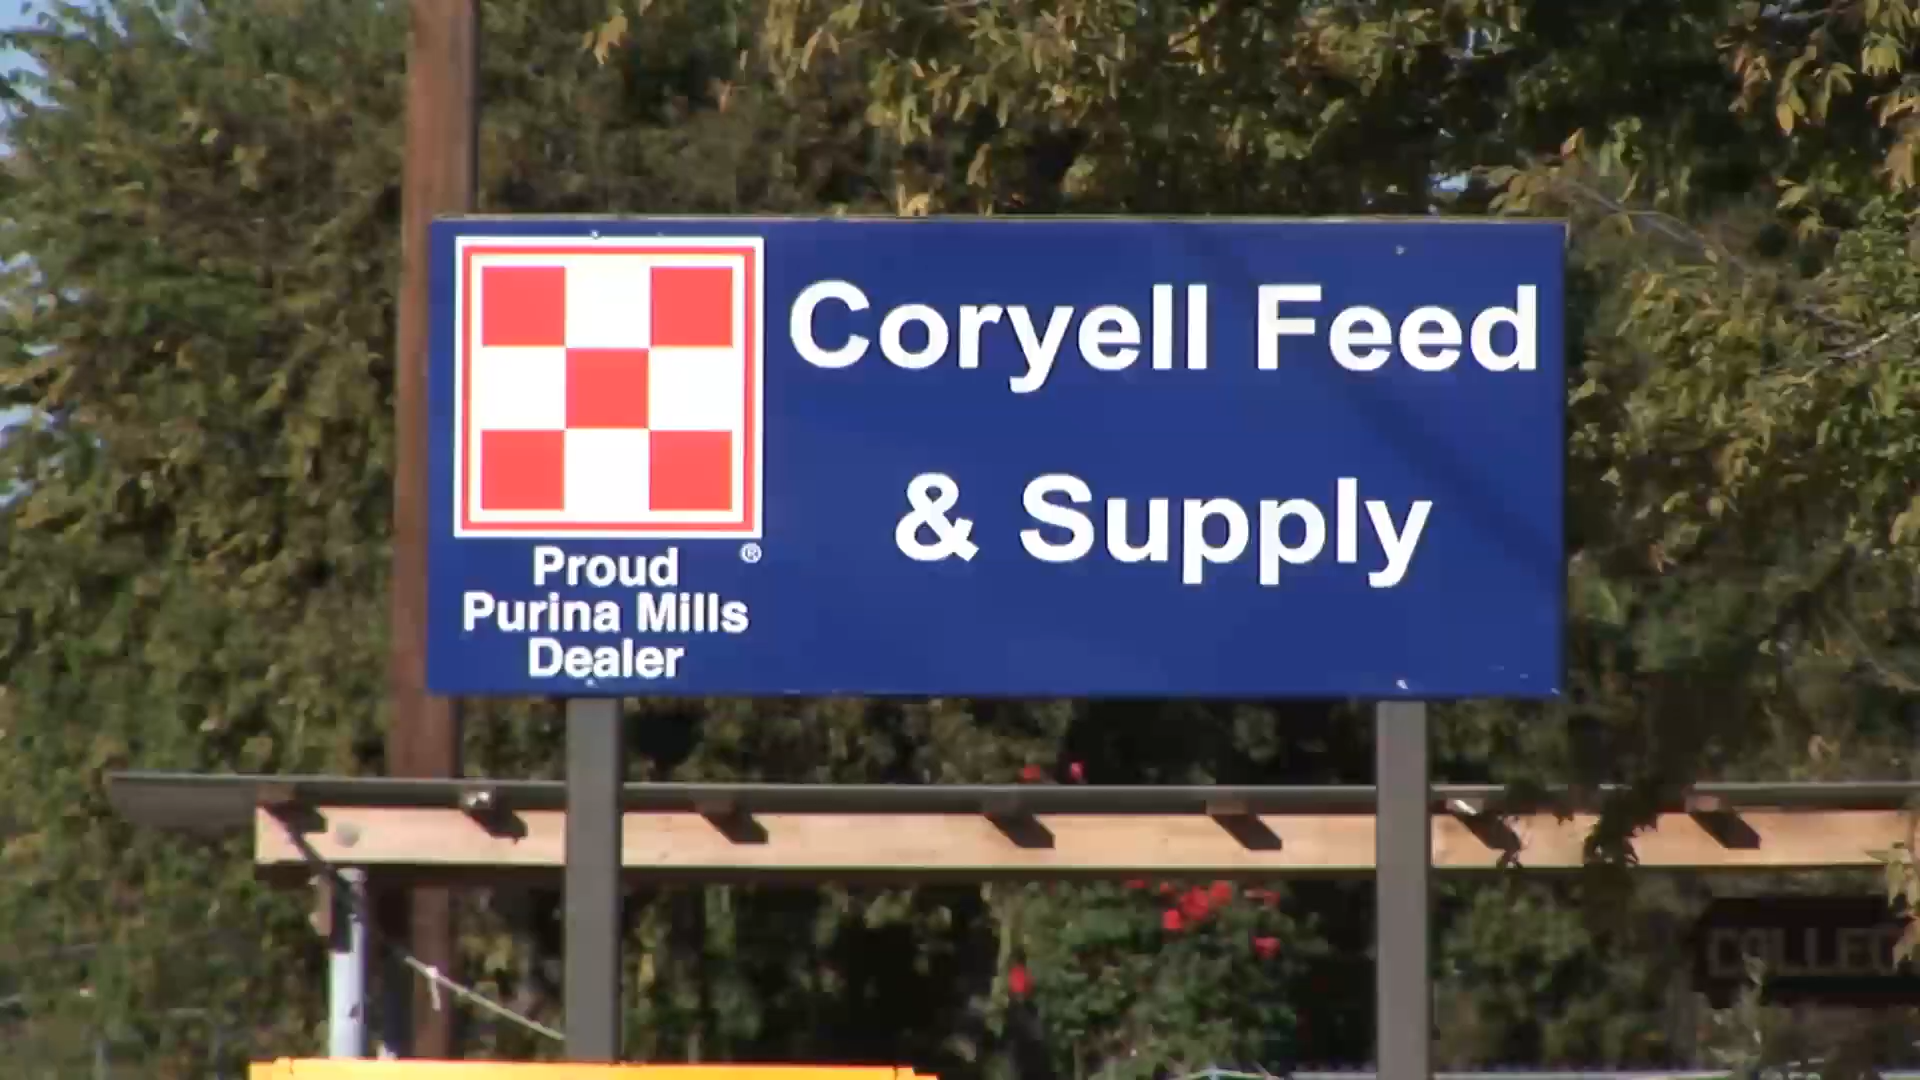 Coryell Feed
& Supply
®
Proud
Purina Mills
Dealer